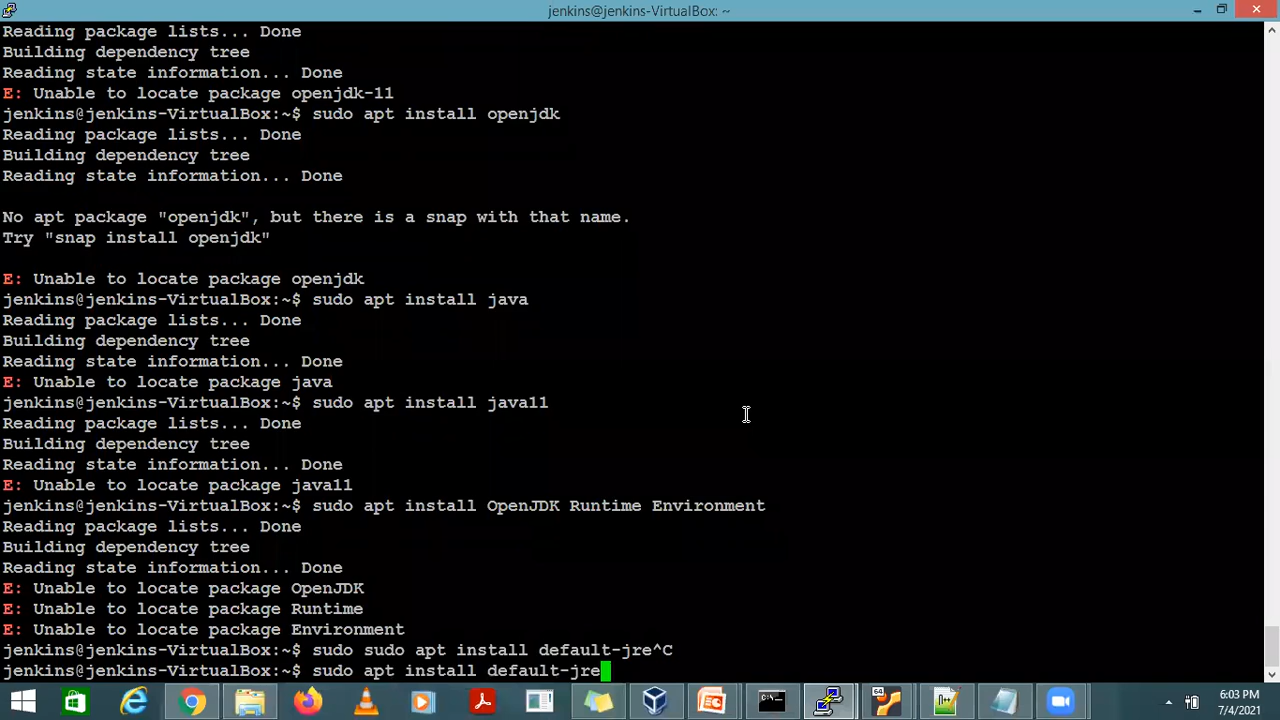 jenkins@jenkins-VirtualBox: ~
Reading package lists... Done
Building dependency tree
Reading state information... Done
E: Unable to locate package openjdk-11
jenkins@jenkins-VirtualBox:~$ sudo apt install openjdk
Reading package lists... Done
Building dependency tree
Reading state information... Done
No apt package "openjdk", but there is a snap with that name.
Try "snap install openjdk"
E: Unable to locate package openjdk
jenkins@jenkins-VirtualBox:~$ sudo apt install java
Reading package lists... Done
Building dependency tree
Reading state information... Done
E: Unable to locate package java
jenkins@jenkins-VirtualBox:~$ sudo apt install java11
Reading package lists... Done
Building dependency tree
Reading state information... Done
E: Unable to locate package java11
jenkins@jenkins-VirtualBox:~$ sudo apt install OpenJDK Runtime Environment
Reading package lists... Done
Building dependency tree
Reading state information... Done
E: Unable to locate package OpenJDK
E: Unable to locate package Runtime
E: Unable to locate package Environment
jenkins@jenkins-VirtualBox:~$ sudo sudo apt install default-jre^C
jenkins@jenkins-VirtualBox:~$ sudo apt install default-jre
64
6:03 PM
7/4/2021